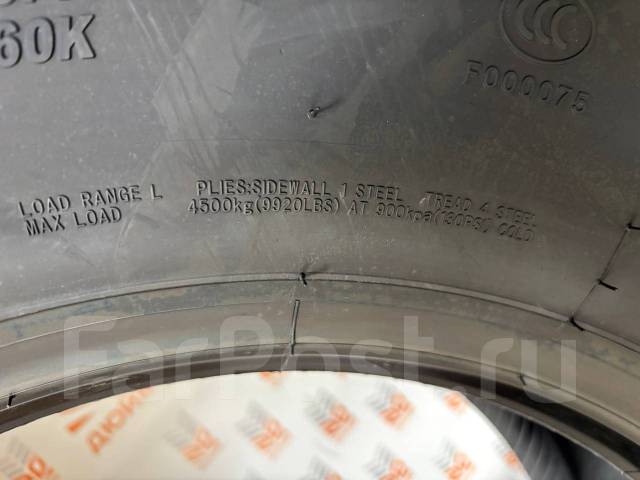 60K
F000075
LOAD RANGE L PLIES:SIDEWALL 1 STEEL TREAD 4 STEEL
MAX LOAD 4500kg(9920LBS) AT 900kpa(130PSI) COLD
FarPost.ru